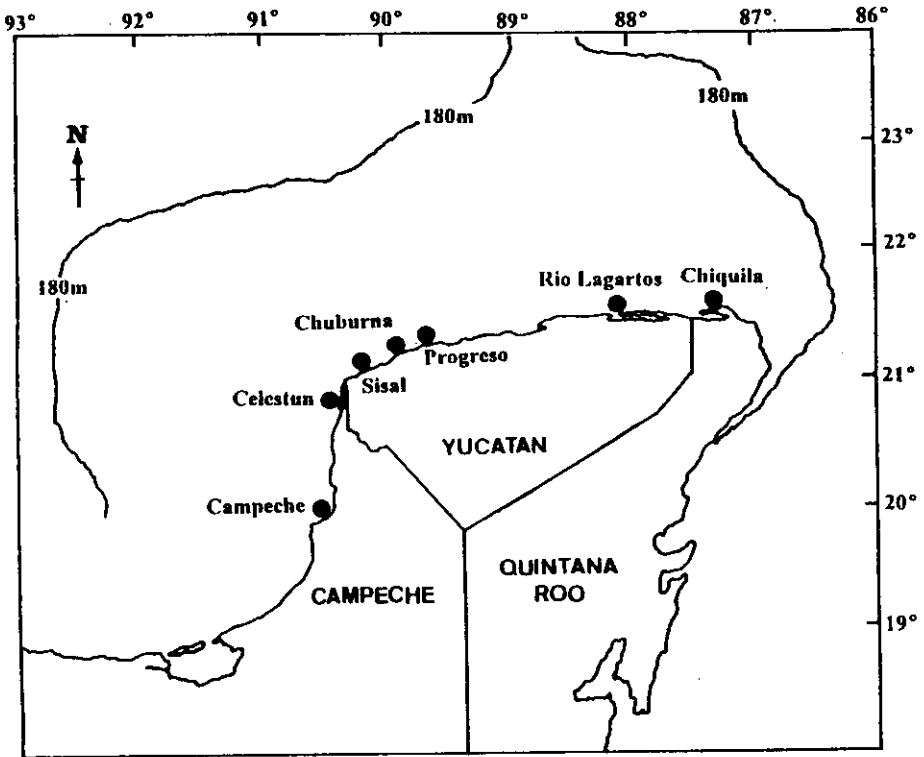 93°
92°
91°
90°
89°
88°
87°
86°
180m
180m
N
23°
22°
180m
Rio Lagartos
Chiquila
Chuburna
Progreso
Sisal
21°
Celestun
YUCATAN
Campeche
20°
CAMPECHE
QUINTANA
ROO
19°